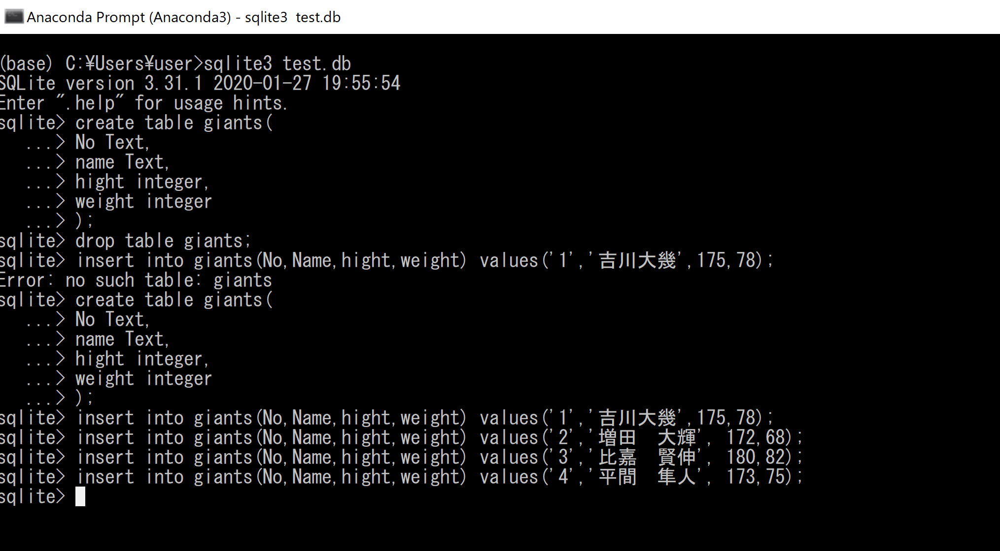 Anaconda Prompt (Anaconda3) - sqlite3  test.db
(base) C:¥Users¥user>sqlite3 test.db
SQLite version 3.31.1 2020-01-27 19:55:54
Enter ".help" for usage hints.
sqlite> create table giants(
   ...> No Text,
   ...> name Text,
   ...> hight integer,
   ...> weight integer
   ...> );
sqlite> drop table giants;
sqlite> insert into giants(No,Name,hight,weight) values('1','吉川大幾',175,78);
Error: no such table: giants
sqlite> create table giants(
   ...> No Text,
   ...> name Text,
   ...> hight integer,
   ...> weight integer
   ...> );
sqlite> insert into giants(No,Name,hight,weight) values('1','吉川大幾',175,78);
sqlite> insert into giants(No,Name,hight,weight) values('2','増田　大輝', 172,68);
sqlite> insert into giants(No,Name,hight,weight) values('3','比嘉　賢伸', 180,82);
sqlite> insert into giants(No,Name,hight,weight) values('4','平間　隼人', 173,75);
sqlite>